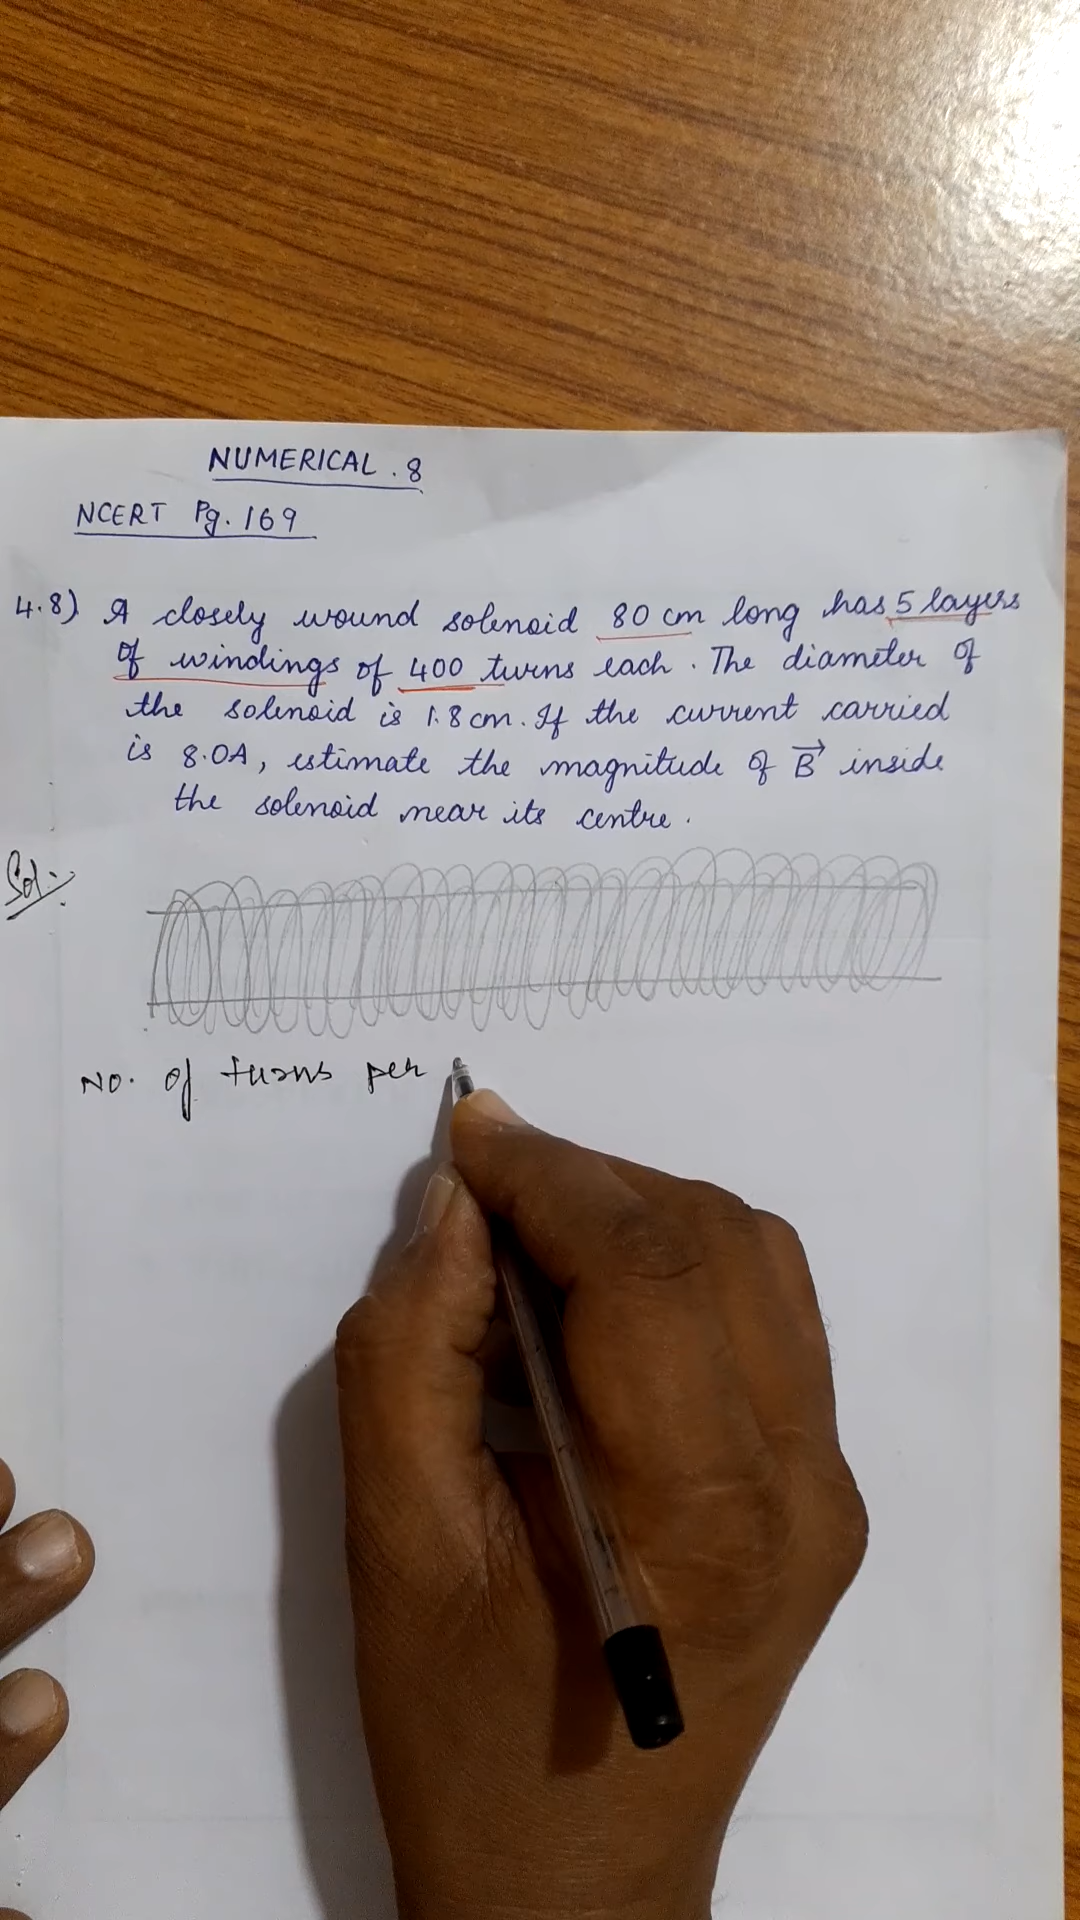 NUMERICAL . 8
NCERT Pg. 169
4.8) A closely wound solenoid 80 cm long has 5 layers
of windings of 400 turns each . The diameter of
the solenoid is 1.8 cm. If the current carried
is 8.0A, estimate the magnitude of B⃗ inside
the solenoid near its centre .
Sol:-
NO. of turns per